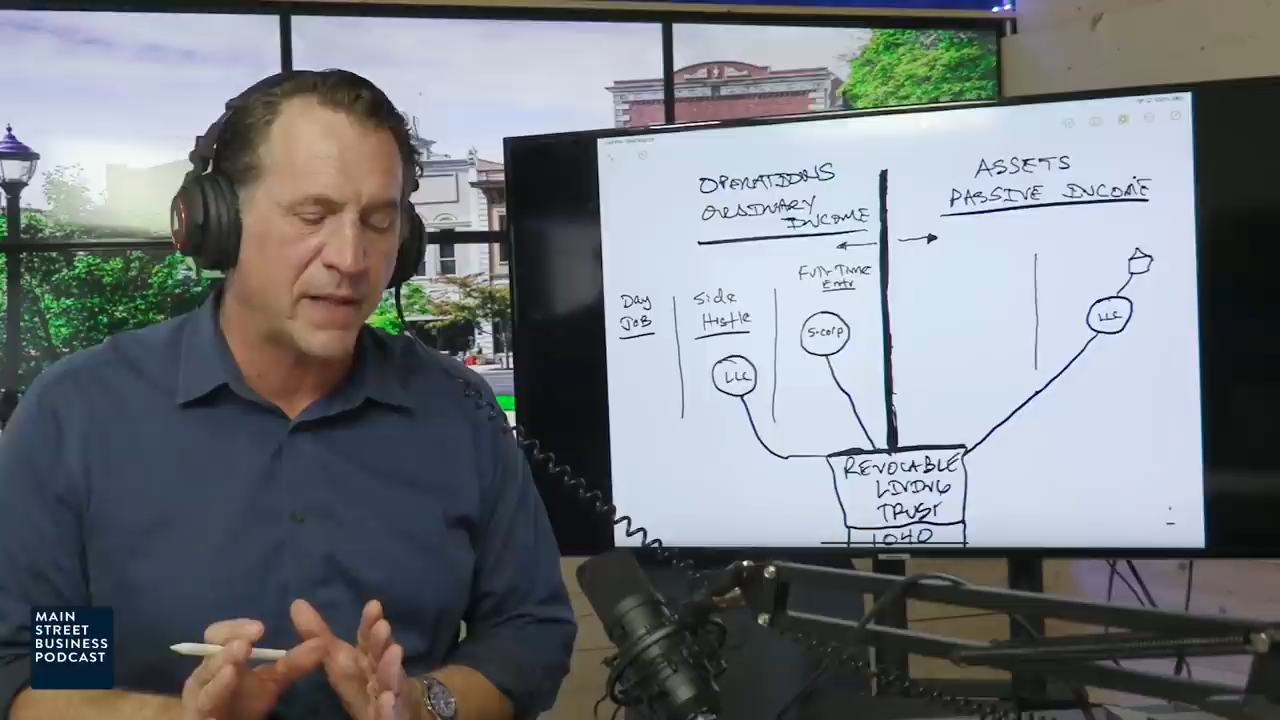 OPERATIONS
ORDINARY
INCOME
ASSETS
PASSIVE INCOME
Day
JOB
Side
Hustle
Full-Time
Entr
LLC
S-corp
LLC
REVOCABLE
LIVING
TRUST
1040
MAIN
STREET
BUSINESS
PODCAST